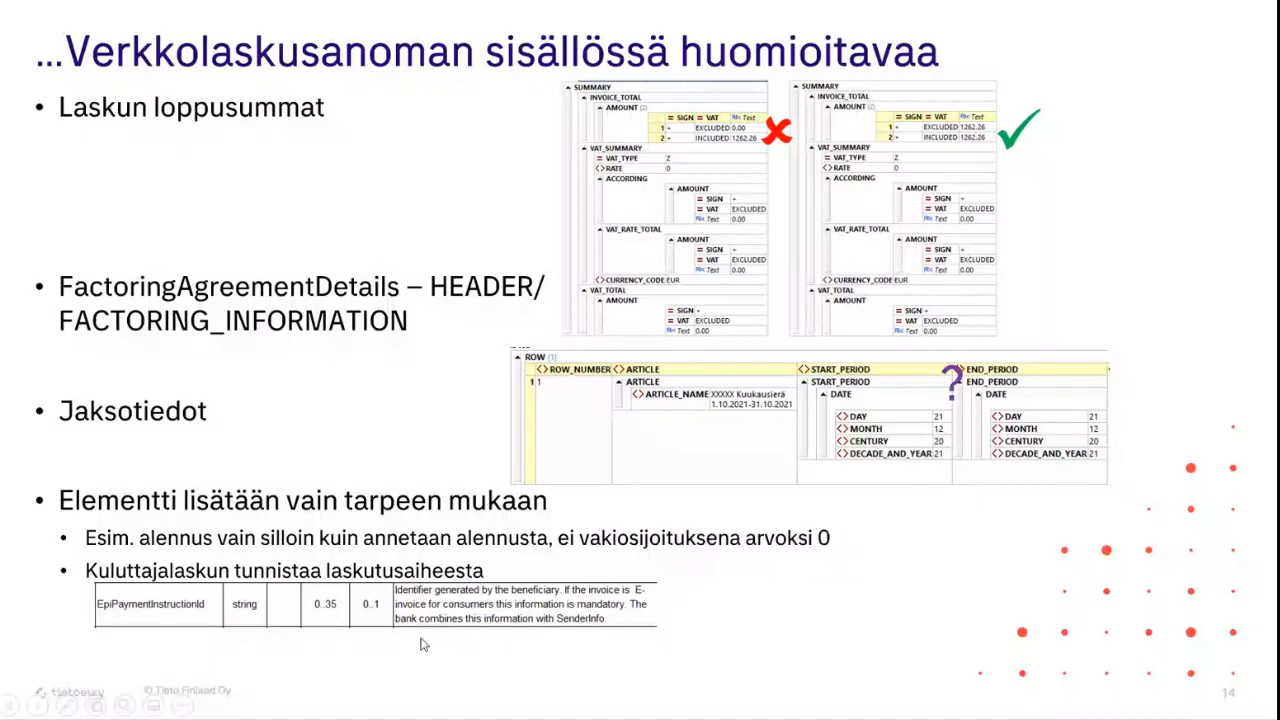 ...Verkkolaskusanoman sisällössä huomioitavaa
• Laskun loppusummat
SUMMARY
INVOICE_TOTAL
AMOUNT (2)
= SIGN = VAT Abc Text
1 + EXCLUDED 0.00
2 + INCLUDED 1262.26
VAT_SUMMARY
= VAT_TYPE Z
<> RATE 0
ACCORDING
AMOUNT
= SIGN +
= VAT EXCLUDED
Abc Text 0.00
VAT_RATE_TOTAL
AMOUNT
= SIGN +
= VAT EXCLUDED
Abc Text 0.00
<> CURRENCY_CODE EUR
VAT_TOTAL
AMOUNT
= SIGN +
= VAT EXCLUDED
Abc Text 0.00
SUMMARY
INVOICE_TOTAL
AMOUNT (2)
= SIGN = VAT Abc Text
1 + EXCLUDED 1262.26
2 + INCLUDED 1262.26
VAT_SUMMARY
= VAT_TYPE Z
<> RATE 0
ACCORDING
AMOUNT
= SIGN +
= VAT EXCLUDED
Abc Text 0.00
VAT_RATE_TOTAL
AMOUNT
= SIGN +
= VAT EXCLUDED
Abc Text 0.00
<> CURRENCY_CODE EUR
VAT_TOTAL
AMOUNT
= SIGN +
= VAT EXCLUDED
Abc Text 0.00
• FactoringAgreementDetails – HEADER/
FACTORING_INFORMATION
• Jaksotiedot
ROW (1)
<> ROW_NUMBER <> ARTICLE <> START_PERIOD ? <> END_PERIOD
1 1 ARTICLE START_PERIOD END_PERIOD
<> ARTICLE_NAME XXXXX Kuukausierä DATE DATE
1.10.2021-31.10.2021
<> DAY 21 <> DAY 21
<> MONTH 12 <> MONTH 12
<> CENTURY 20 <> CENTURY 20
<> DECADE_AND_YEAR 21 <> DECADE_AND_YEAR 21
• Elementti lisätään vain tarpeen mukaan
• Esim. alennus vain silloin kuin annetaan alennusta, ei vakiosijoituksena arvoksi 0
• Kuluttajalaskun tunnistaa laskutusaiheesta
EpiPaymentInstructionId string 0..35 0..1 Identifier generated by the beneficiary. If the invoice is E-
invoice for consumers this information is mandatory. The
bank combines this information with SenderInfo.
tietoevry © Tieto Finland Oy 14